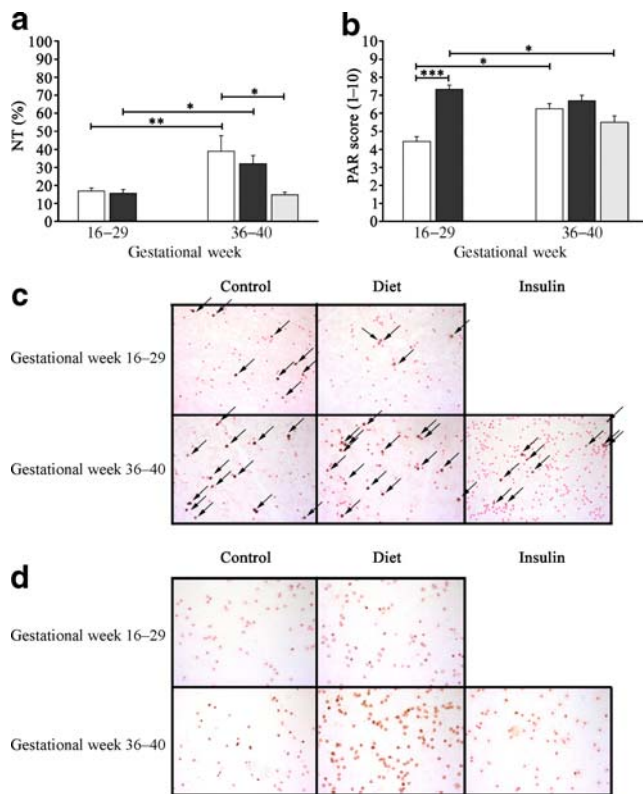 a
NT (%)
100
90
80
70
60
50
40
30
20
10
0
**
*
*
16–29
36–40
Gestational week
b
PAR score (1–10)
10
9
8
7
6
5
4
3
2
1
0
***
*
*
16–29
36–40
Gestational week
c
Control Diet Insulin
Gestational week 16–29
Gestational week 36–40
d
Control Diet Insulin
Gestational week 16–29
Gestational week 36–40